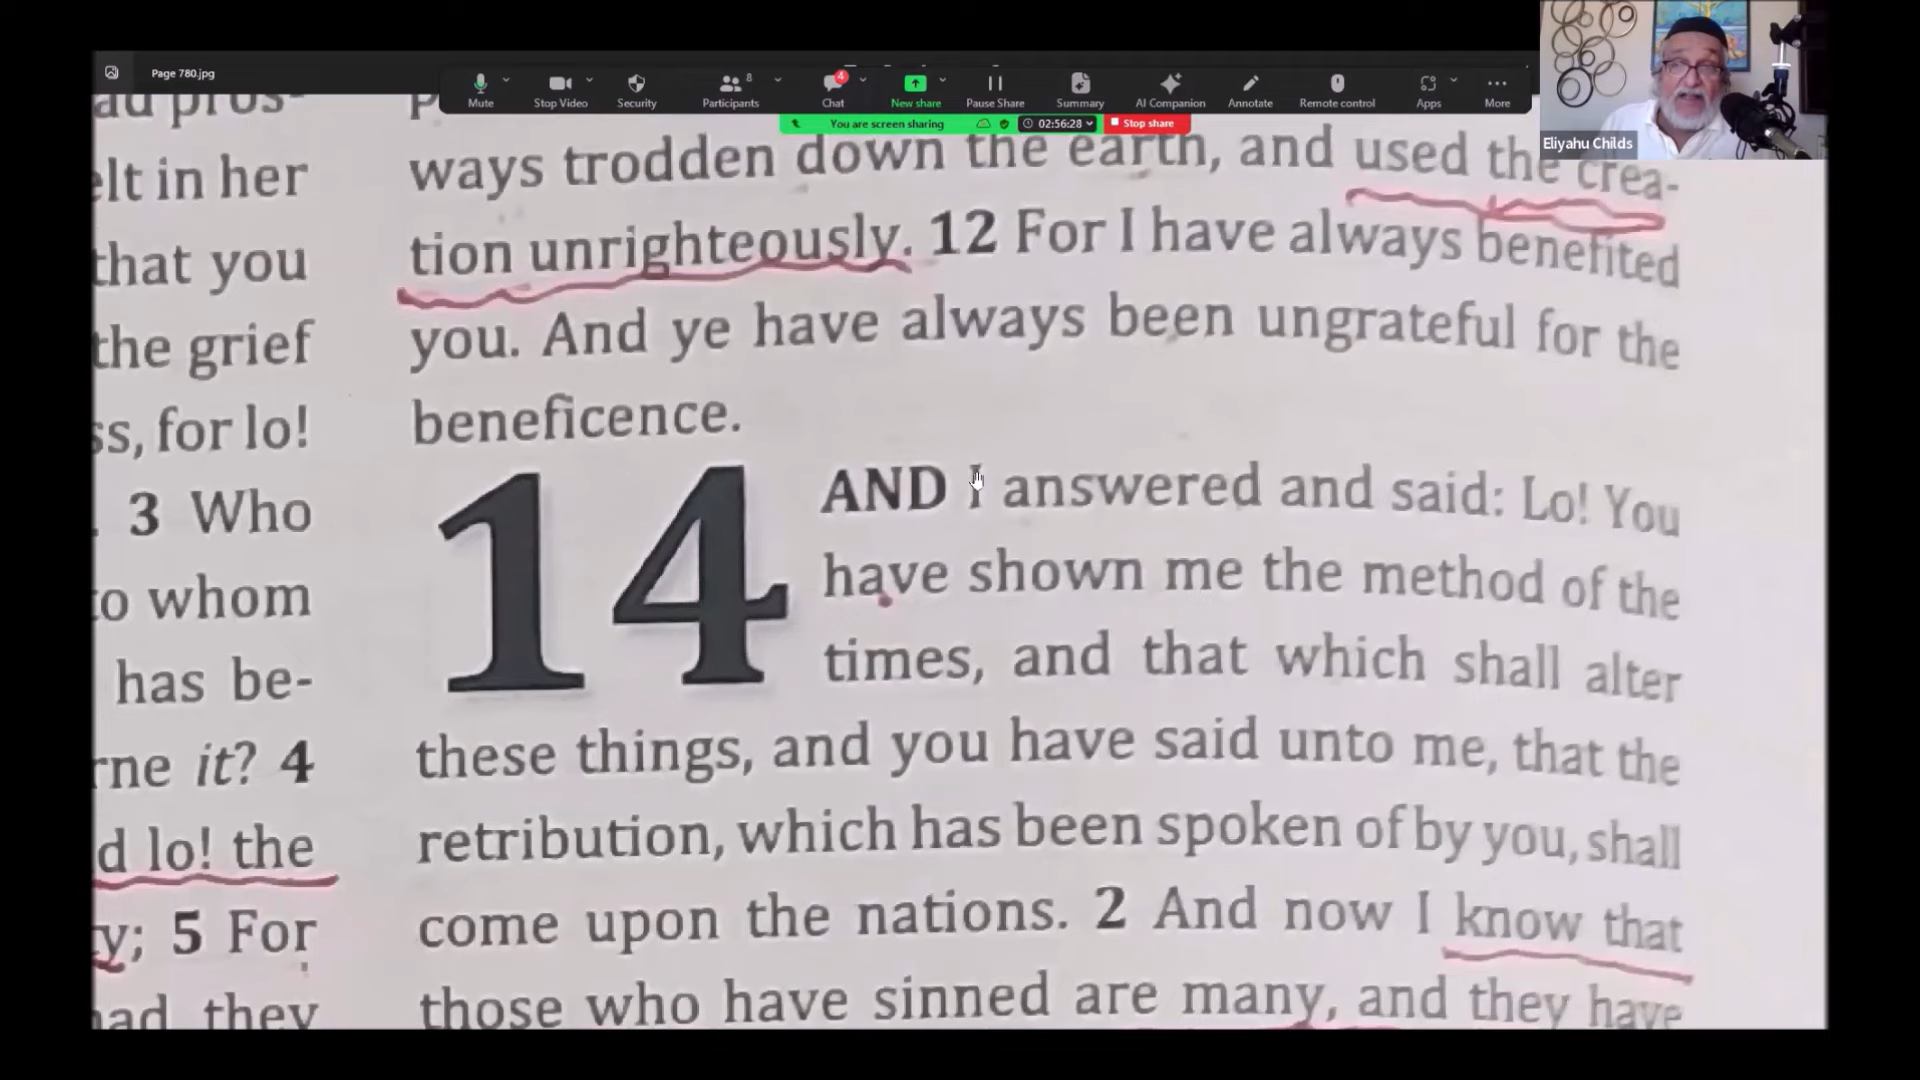 Page 780.jpg
Mute
Stop Video
Security
8
Participants
4
Chat
New share
Pause Share
Summary
AI Companion
Annotate
Remote control
Apps
More
You are screen sharing
02:56:28
Stop share
Eliyahu Childs
elt in her
that you
the grief
ss, for lo!
3 Who
to whom
has be-
rne it? 4
d lo! the
y; 5 For
had they
ways trodden down the earth, and used the crea-
tion unrighteously. 12 For I have always benefited
you. And ye have always been ungrateful for the
beneficence.
14 AND I answered and said: Lo! You
have shown me the method of the
times, and that which shall alter
these things, and you have said unto me, that the
retribution, which has been spoken of by you, shall
come upon the nations. 2 And now I know that
those who have sinned are many, and they have